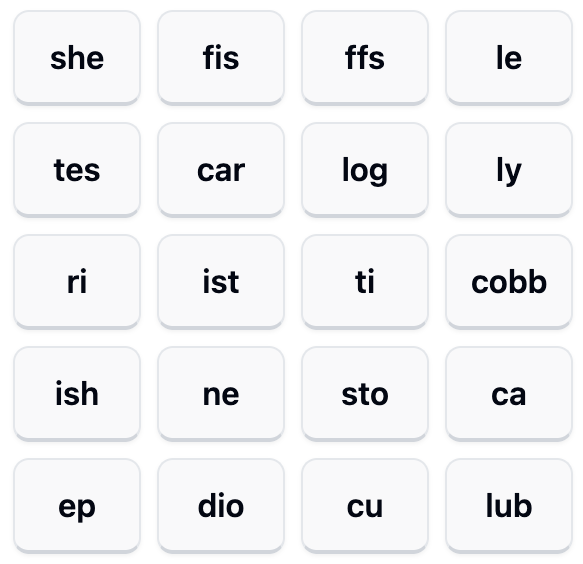 she fis ffs le
tes car log ly
ri ist ti cobb
ish ne sto ca
ep dio cu lub